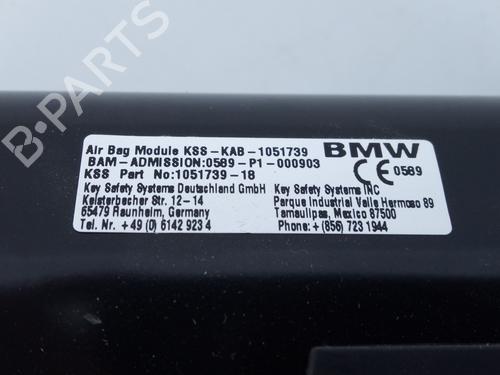 Air Bag Module KSS-KAB-1051739
BMW
BAM-ADMISSION:0589-P1-000903
KSS Part No:1051739-18
CE 0589
Key Safety Systems Deutschland GmbH
Kelsterbacher Str. 12-14
65479 Raunheim, Germany
Tel. Nr. +49 (0) 6142 923 4
Key Safety Systems INC
Parque Industrial Valle Hermoso 89
Tamaulipas, Mexico 87500
Phone: +(856) 723 1944
B-PARTS